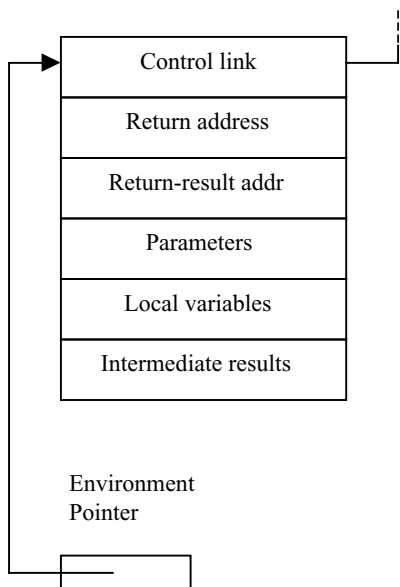 Control link
Return address
Return-result addr
Parameters
Local variables
Intermediate results
Environment
Pointer